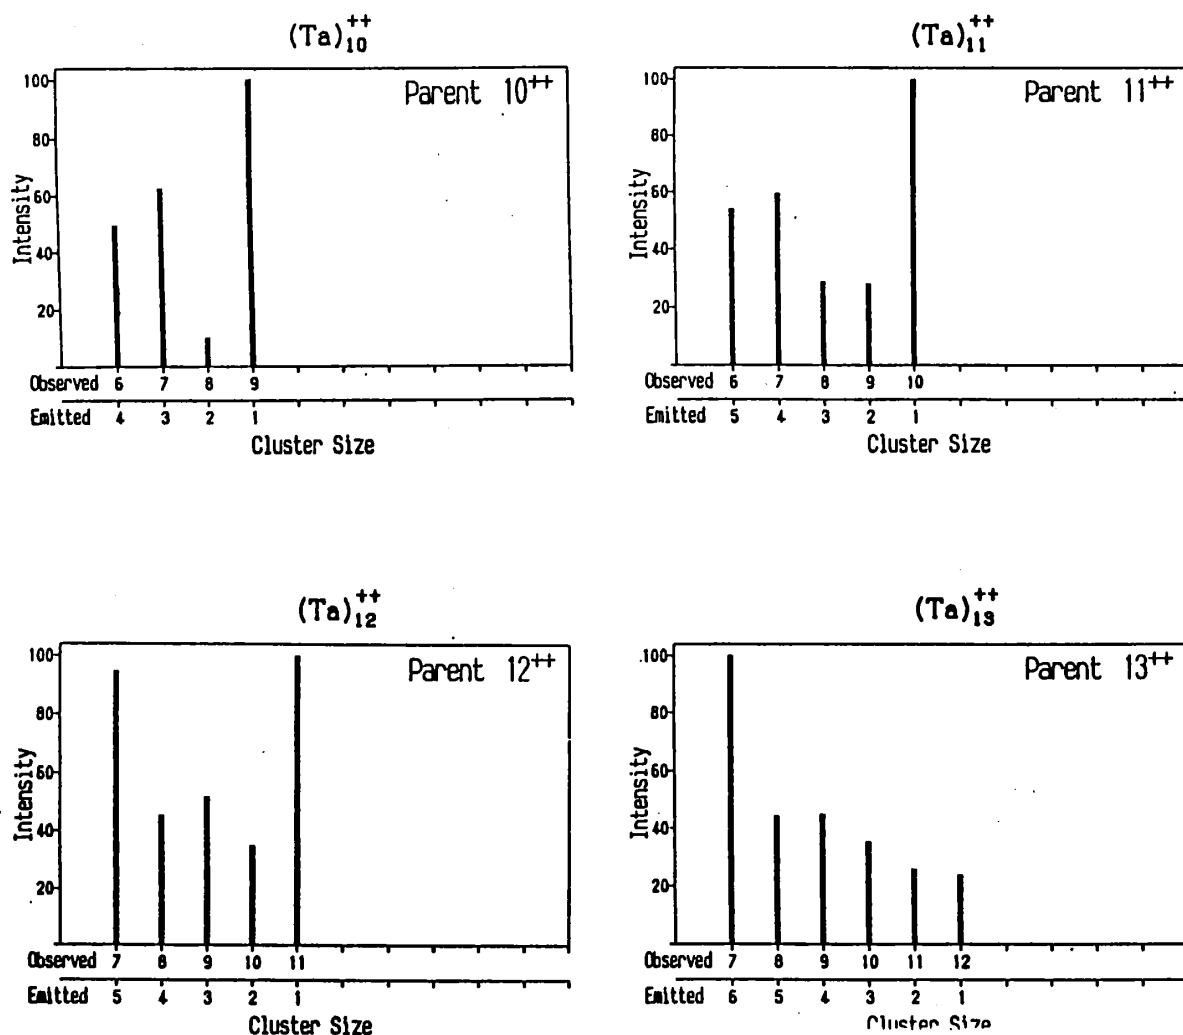 (Ta)10++
Parent 10++
100
80
60
40
20
Intensity
Observed 6 7 8 9
Emitted 4 3 2 1
Cluster Size
(Ta)11++
Parent 11++
100
80
60
40
20
Intensity
Observed 6 7 8 9 10
Emitted 5 4 3 2 1
Cluster Size
(Ta)12++
Parent 12++
100
80
60
40
20
Intensity
Observed 7 8 9 10 11
Emitted 5 4 3 2 1
Cluster Size
(Ta)13++
Parent 13++
100
80
60
40
20
Intensity
Observed 7 8 9 10 11 12
Emitted 6 5 4 3 2 1
Cluster Size